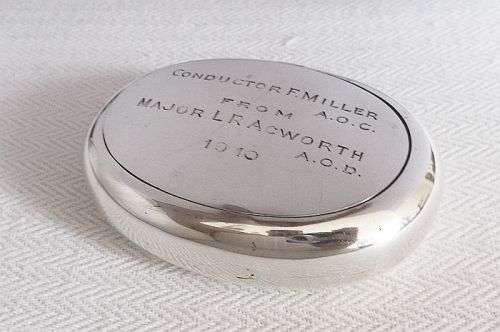 CONDUCTOR F. MILLER
FROM A.O.C.
MAJOR L R ACWORTH
1910 A.O.D.